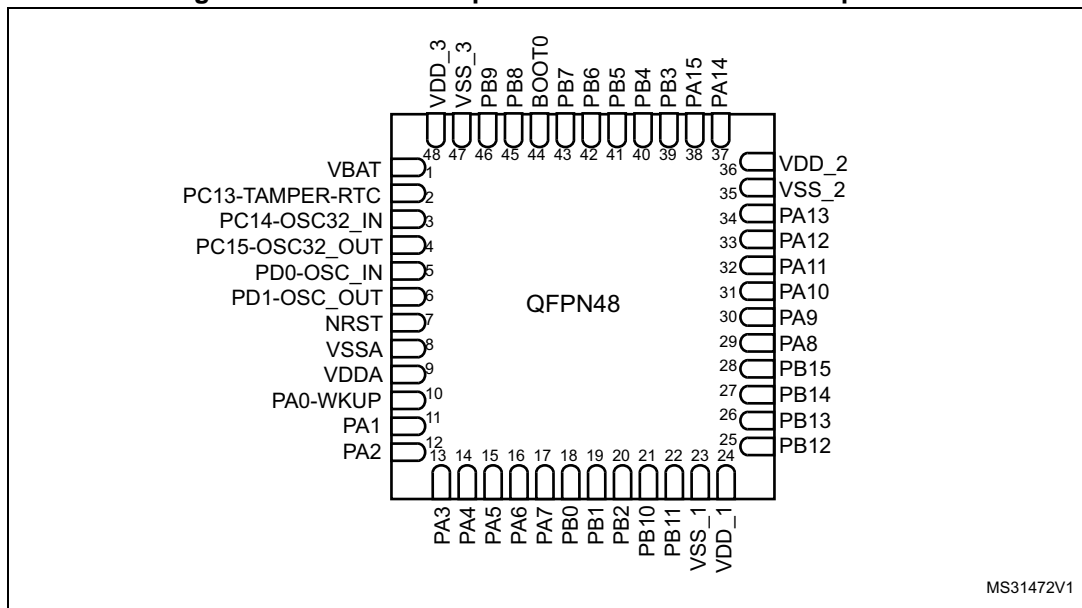 VDD_3
VSS_3
PB9
PB8
BOOT0
PB7
PB6
PB5
PB4
PB3
PA15
PA14
48 47 46 45 44 43 42 41 40 39 38 37
VBAT 1
PC13-TAMPER-RTC 2
PC14-OSC32_IN 3
PC15-OSC32_OUT 4
PD0-OSC_IN 5
PD1-OSC_OUT 6
NRST 7
VSSA 8
VDDA 9
PA0-WKUP 10
PA1 11
PA2 12
QFPN48
36 VDD_2
35 VSS_2
34 PA13
33 PA12
32 PA11
31 PA10
30 PA9
29 PA8
28 PB15
27 PB14
26 PB13
25 PB12
13 14 15 16 17 18 19 20 21 22 23 24
PA3
PA4
PA5
PA6
PA7
PB0
PB1
PB2
PB10
PB11
VSS_1
VDD_1
MS31472V1